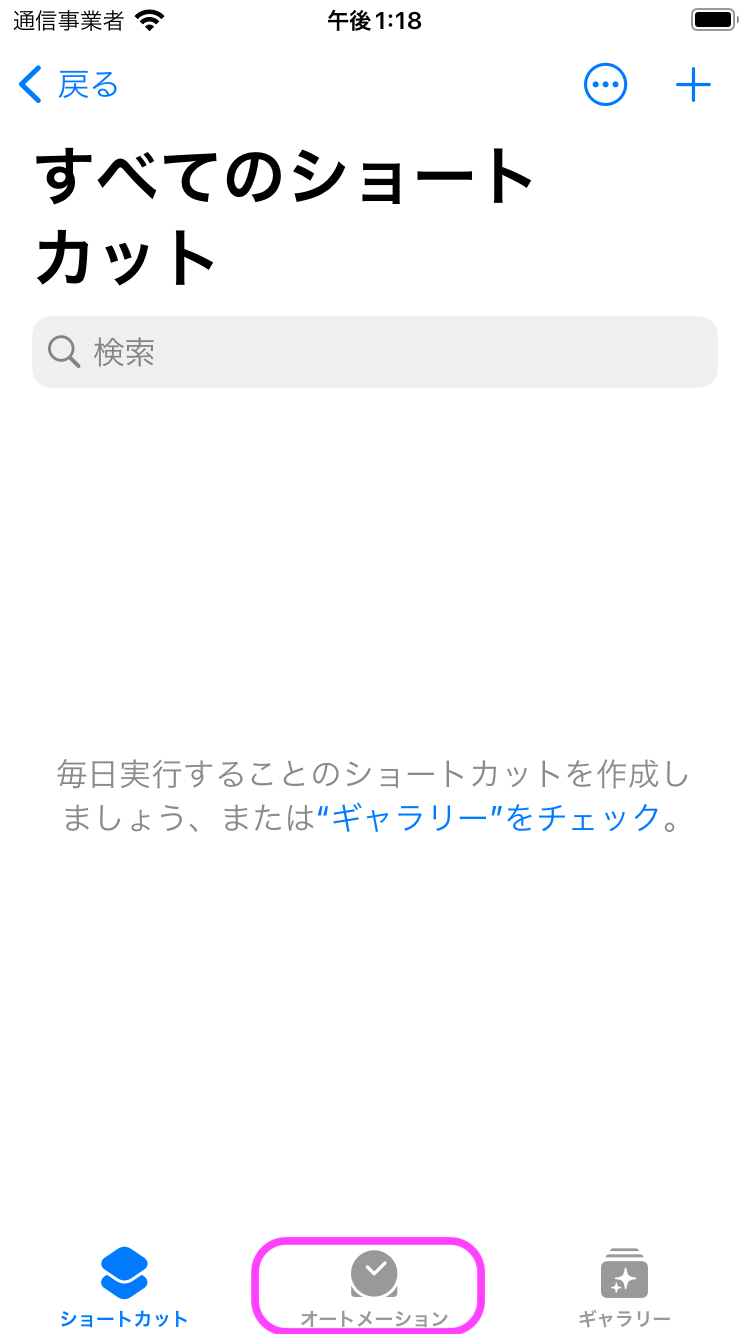 通信事業者 午後1:18
戻る
すべてのショート
カット
検索
毎日実行することのショートカットを作成し
ましょう、または“ギャラリー”をチェック。
ショートカット オートメーション ギャラリー